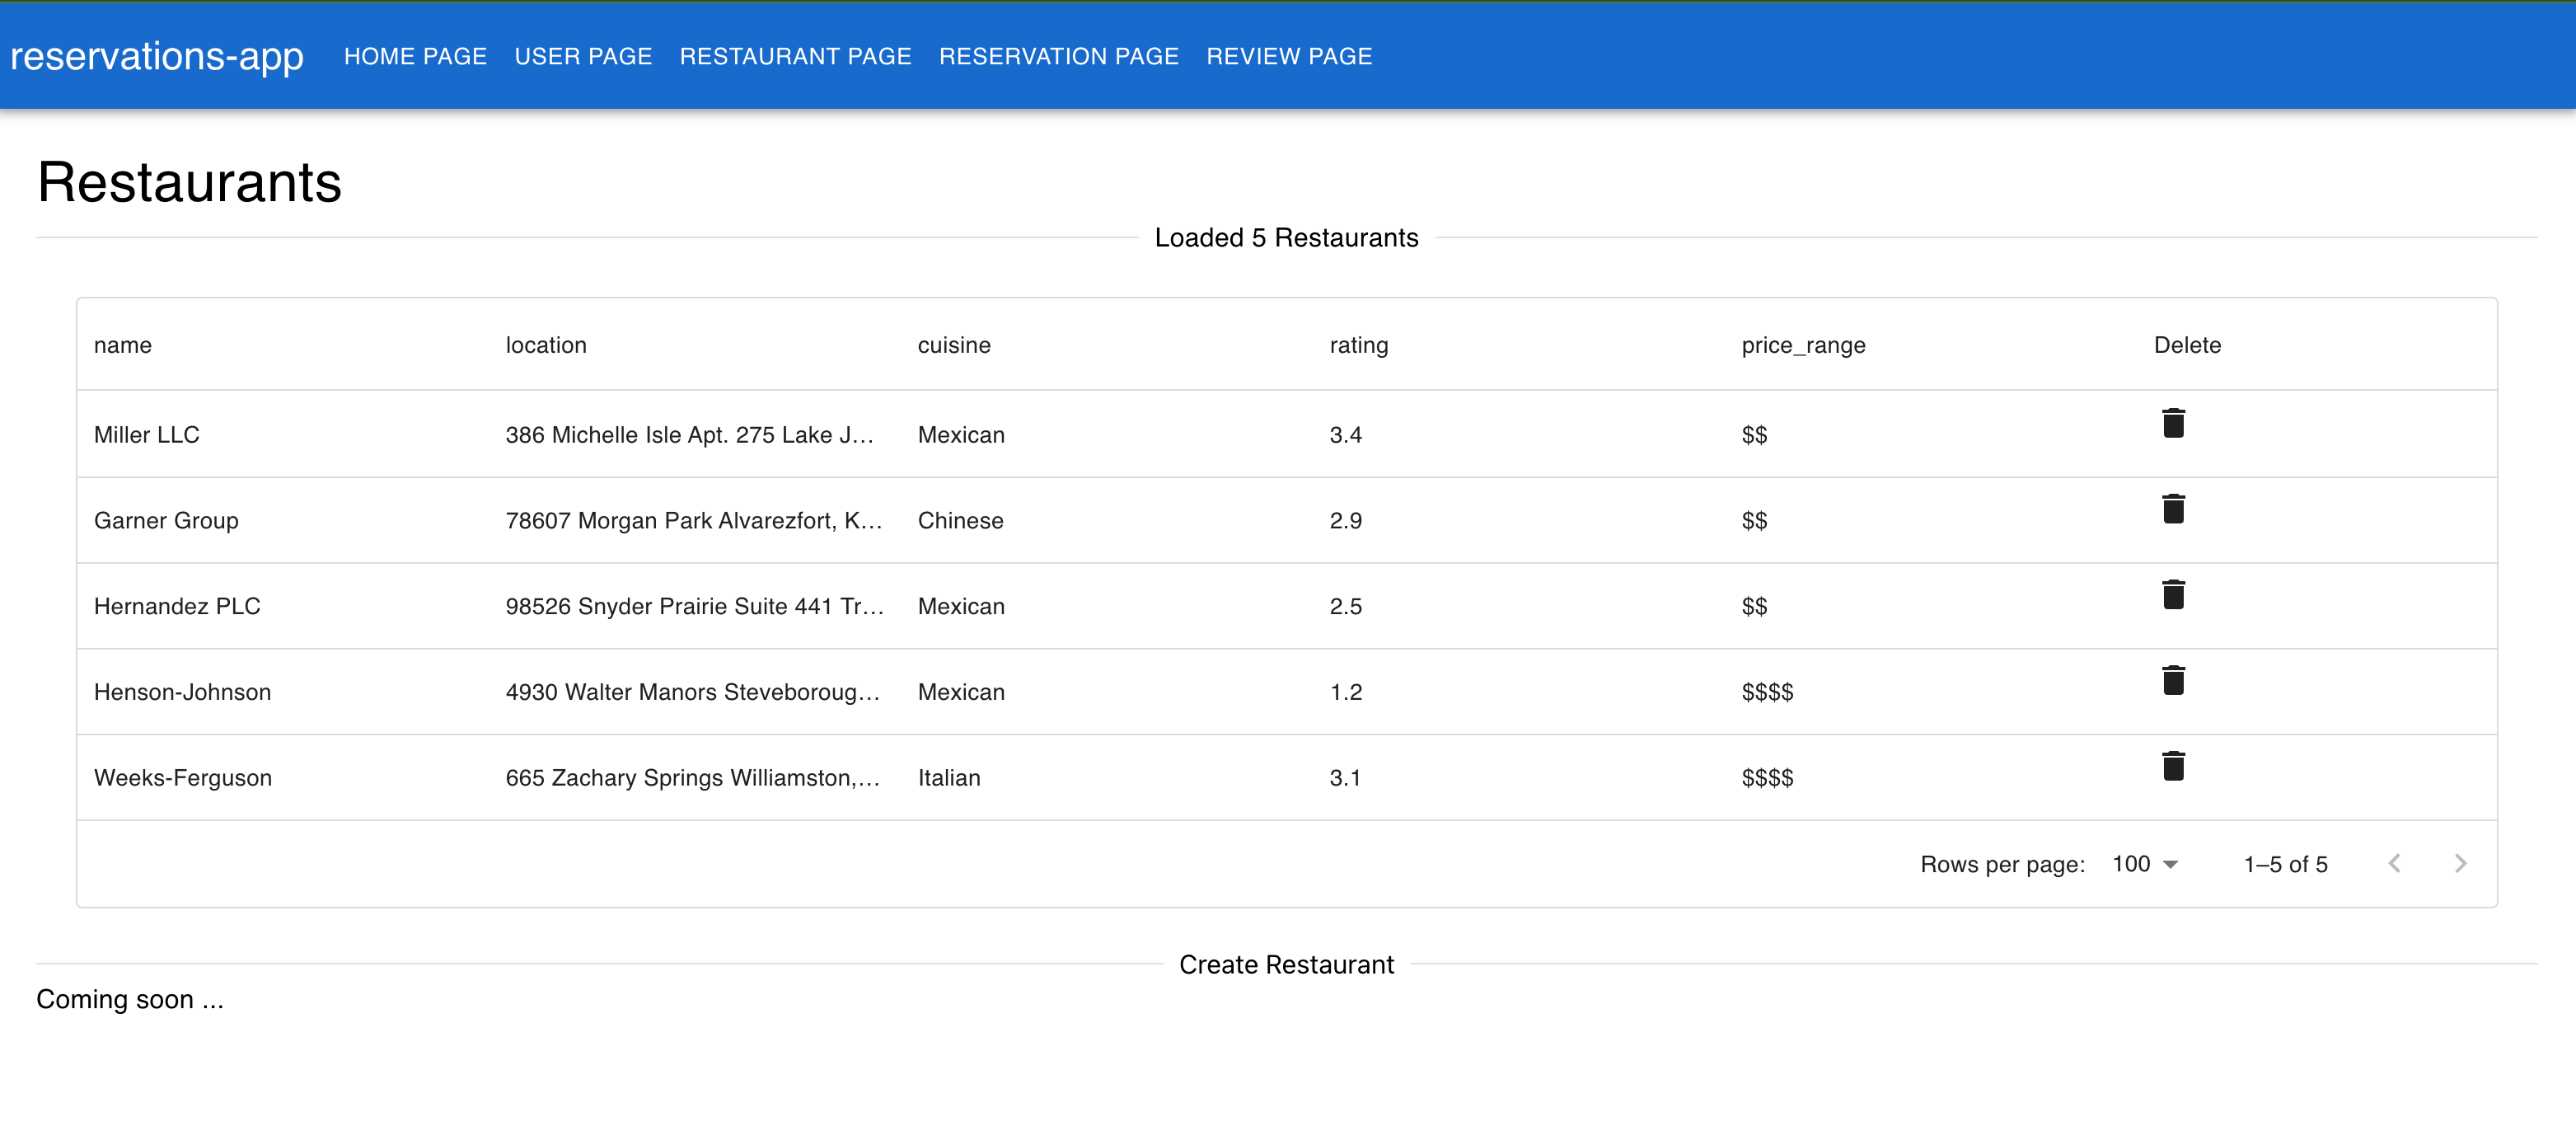 reservations-app HOME PAGE USER PAGE RESTAURANT PAGE RESERVATION PAGE REVIEW PAGE
Restaurants
Loaded 5 Restaurants
name location cuisine rating price_range Delete
Miller LLC 386 Michelle Isle Apt. 275 Lake J... Mexican 3.4 $$
Garner Group 78607 Morgan Park Alvarezfort, K... Chinese 2.9 $$
Hernandez PLC 98526 Snyder Prairie Suite 441 Tr... Mexican 2.5 $$
Henson-Johnson 4930 Walter Manors Steveboroug... Mexican 1.2 $$$$
Weeks-Ferguson 665 Zachary Springs Williamston,... Italian 3.1 $$$$
Rows per page: 100 1–5 of 5
Create Restaurant
Coming soon ...